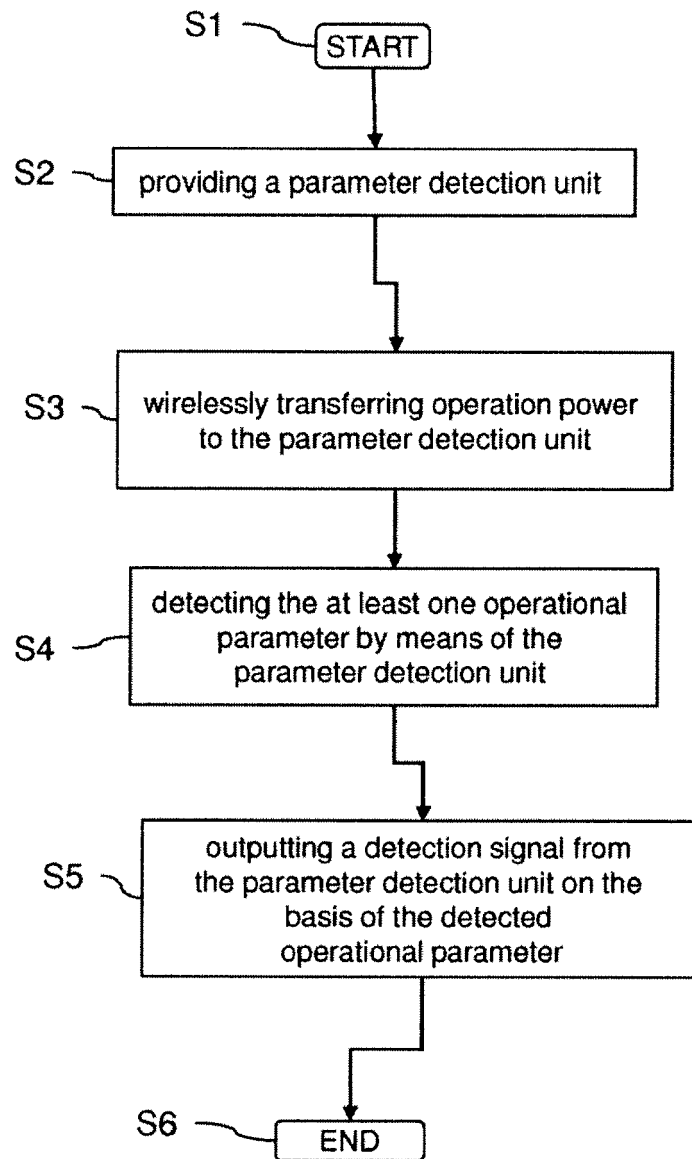 S1
START
S2
providing a parameter detection unit
S3
wirelessly transferring operation power
to the parameter detection unit
S4
detecting the at least one operational
parameter by means of the
parameter detection unit
S5
outputting a detection signal from
the parameter detection unit on the
basis of the detected
operational parameter
S6
END